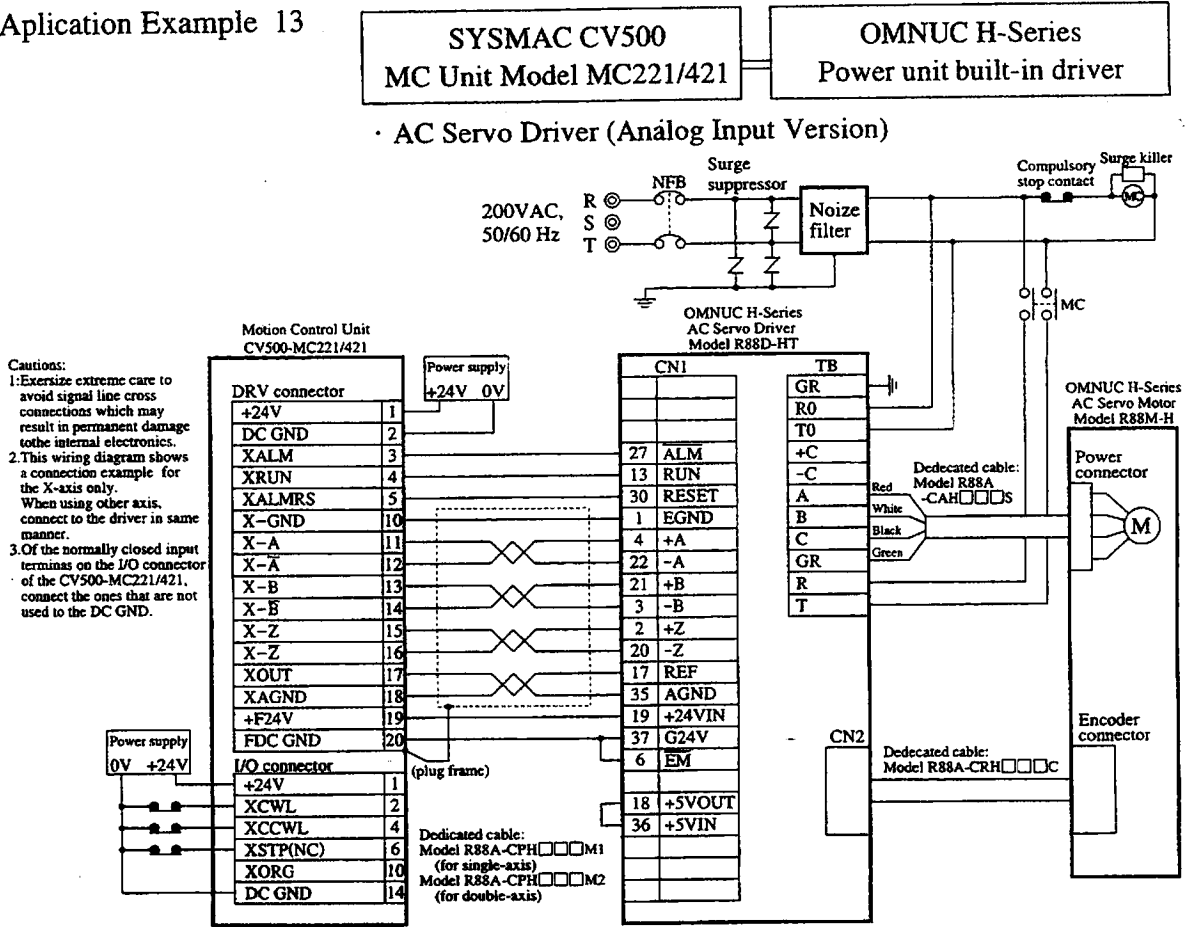 Aplication Example 13
SYSMAC CV500
MC Unit Model MC221/421
OMNUC H-Series
Power unit built-in driver
· AC Servo Driver (Analog Input Version)
200VAC,
50/60 Hz
R
S
T
NFB
Surge
suppressor
Noize
filter
Compulsory
stop contact
Surge killer
MC
MC
Cautions:
1:Exersize extreme care to
avoid signal line cross
connections which may
result in permanent damage
tothe internal electronics.
2.This wiring diagram shows
a connection example for
the X-axis only.
When using other axis,
connect to the driver in same
manner.
3.Of the normally closed input
terminas on the I/O connector
of the CV500-MC221/421,
connect the ones that are not
used to the DC GND.
Motion Control Unit
CV500-MC221/421
DRV connector
+24V 1
DC GND 2
XALM 3
XRUN 4
XALMRS 5
X-GND 10
X-A 11
X-A̅ 12
X-B 13
X-B̅ 14
X-Z 15
X-Z̅ 16
XOUT 17
XAGND 18
+F24V 19
FDC GND 20
I/O connector
+24V 1
XCWL 2
XCCWL 4
XSTP(NC) 6
XORG 10
DC GND 14
Power supply
+24V 0V
Power supply
0V +24V
(plug frame)
Dedicated cable:
Model R88A-CPH□□□M1
(for single-axis)
Model R88A-CPH□□□M2
(for double-axis)
OMNUC H-Series
AC Servo Driver
Model R88D-HT
CN1
27 A̅L̅M̅
13 RUN
30 RESET
1 EGND
4 +A
22 -A
21 +B
3 -B
2 +Z
20 -Z
17 REF
35 AGND
19 +24VIN
37 G24V
6 E̅M̅
18 +5VOUT
36 +5VIN
TB
GR
R0
T0
+C
-C
A
B
C
GR
R
T
CN2
Red
White
Black
Green
Dedecated cable:
Model R88A
-CAH□□□S
Dedecated cable:
Model R88A-CRH□□□C
OMNUC H-Series
AC Servo Motor
Model R88M-H
Power
connector
M
Encoder
connector